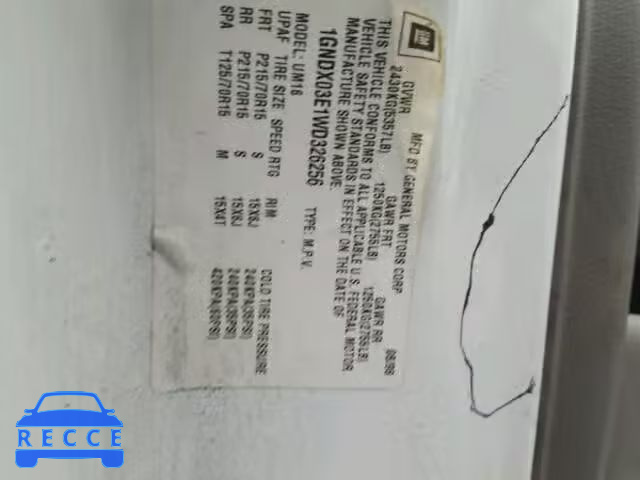 GM
MFD BY GENERAL MOTORS CORP
08/98
GVWR GAWR FRT GAWR RR
2430KG(5357LB) 1250KG(2755LB) 1250KG(2755LB)
THIS VEHICLE CONFORMS TO ALL APPLICABLE U.S. FEDERAL MOTOR
VEHICLE SAFETY STANDARDS IN EFFECT ON THE DATE OF
MANUFACTURE SHOWN ABOVE.
1GNDX03E1WD326256 TYPE: M.P.V.
MODEL: UM16
UPAF TIRE SIZE SPEED RTG RIM COLD TIRE PRESSURE
FRT P215/70R15 S 15X6J 240KPA(35PSI)
RR P215/70R15 S 15X6J 240KPA(35PSI)
SPA T125/70R15 M 15X4T 420KPA(60PSI)
RECCE